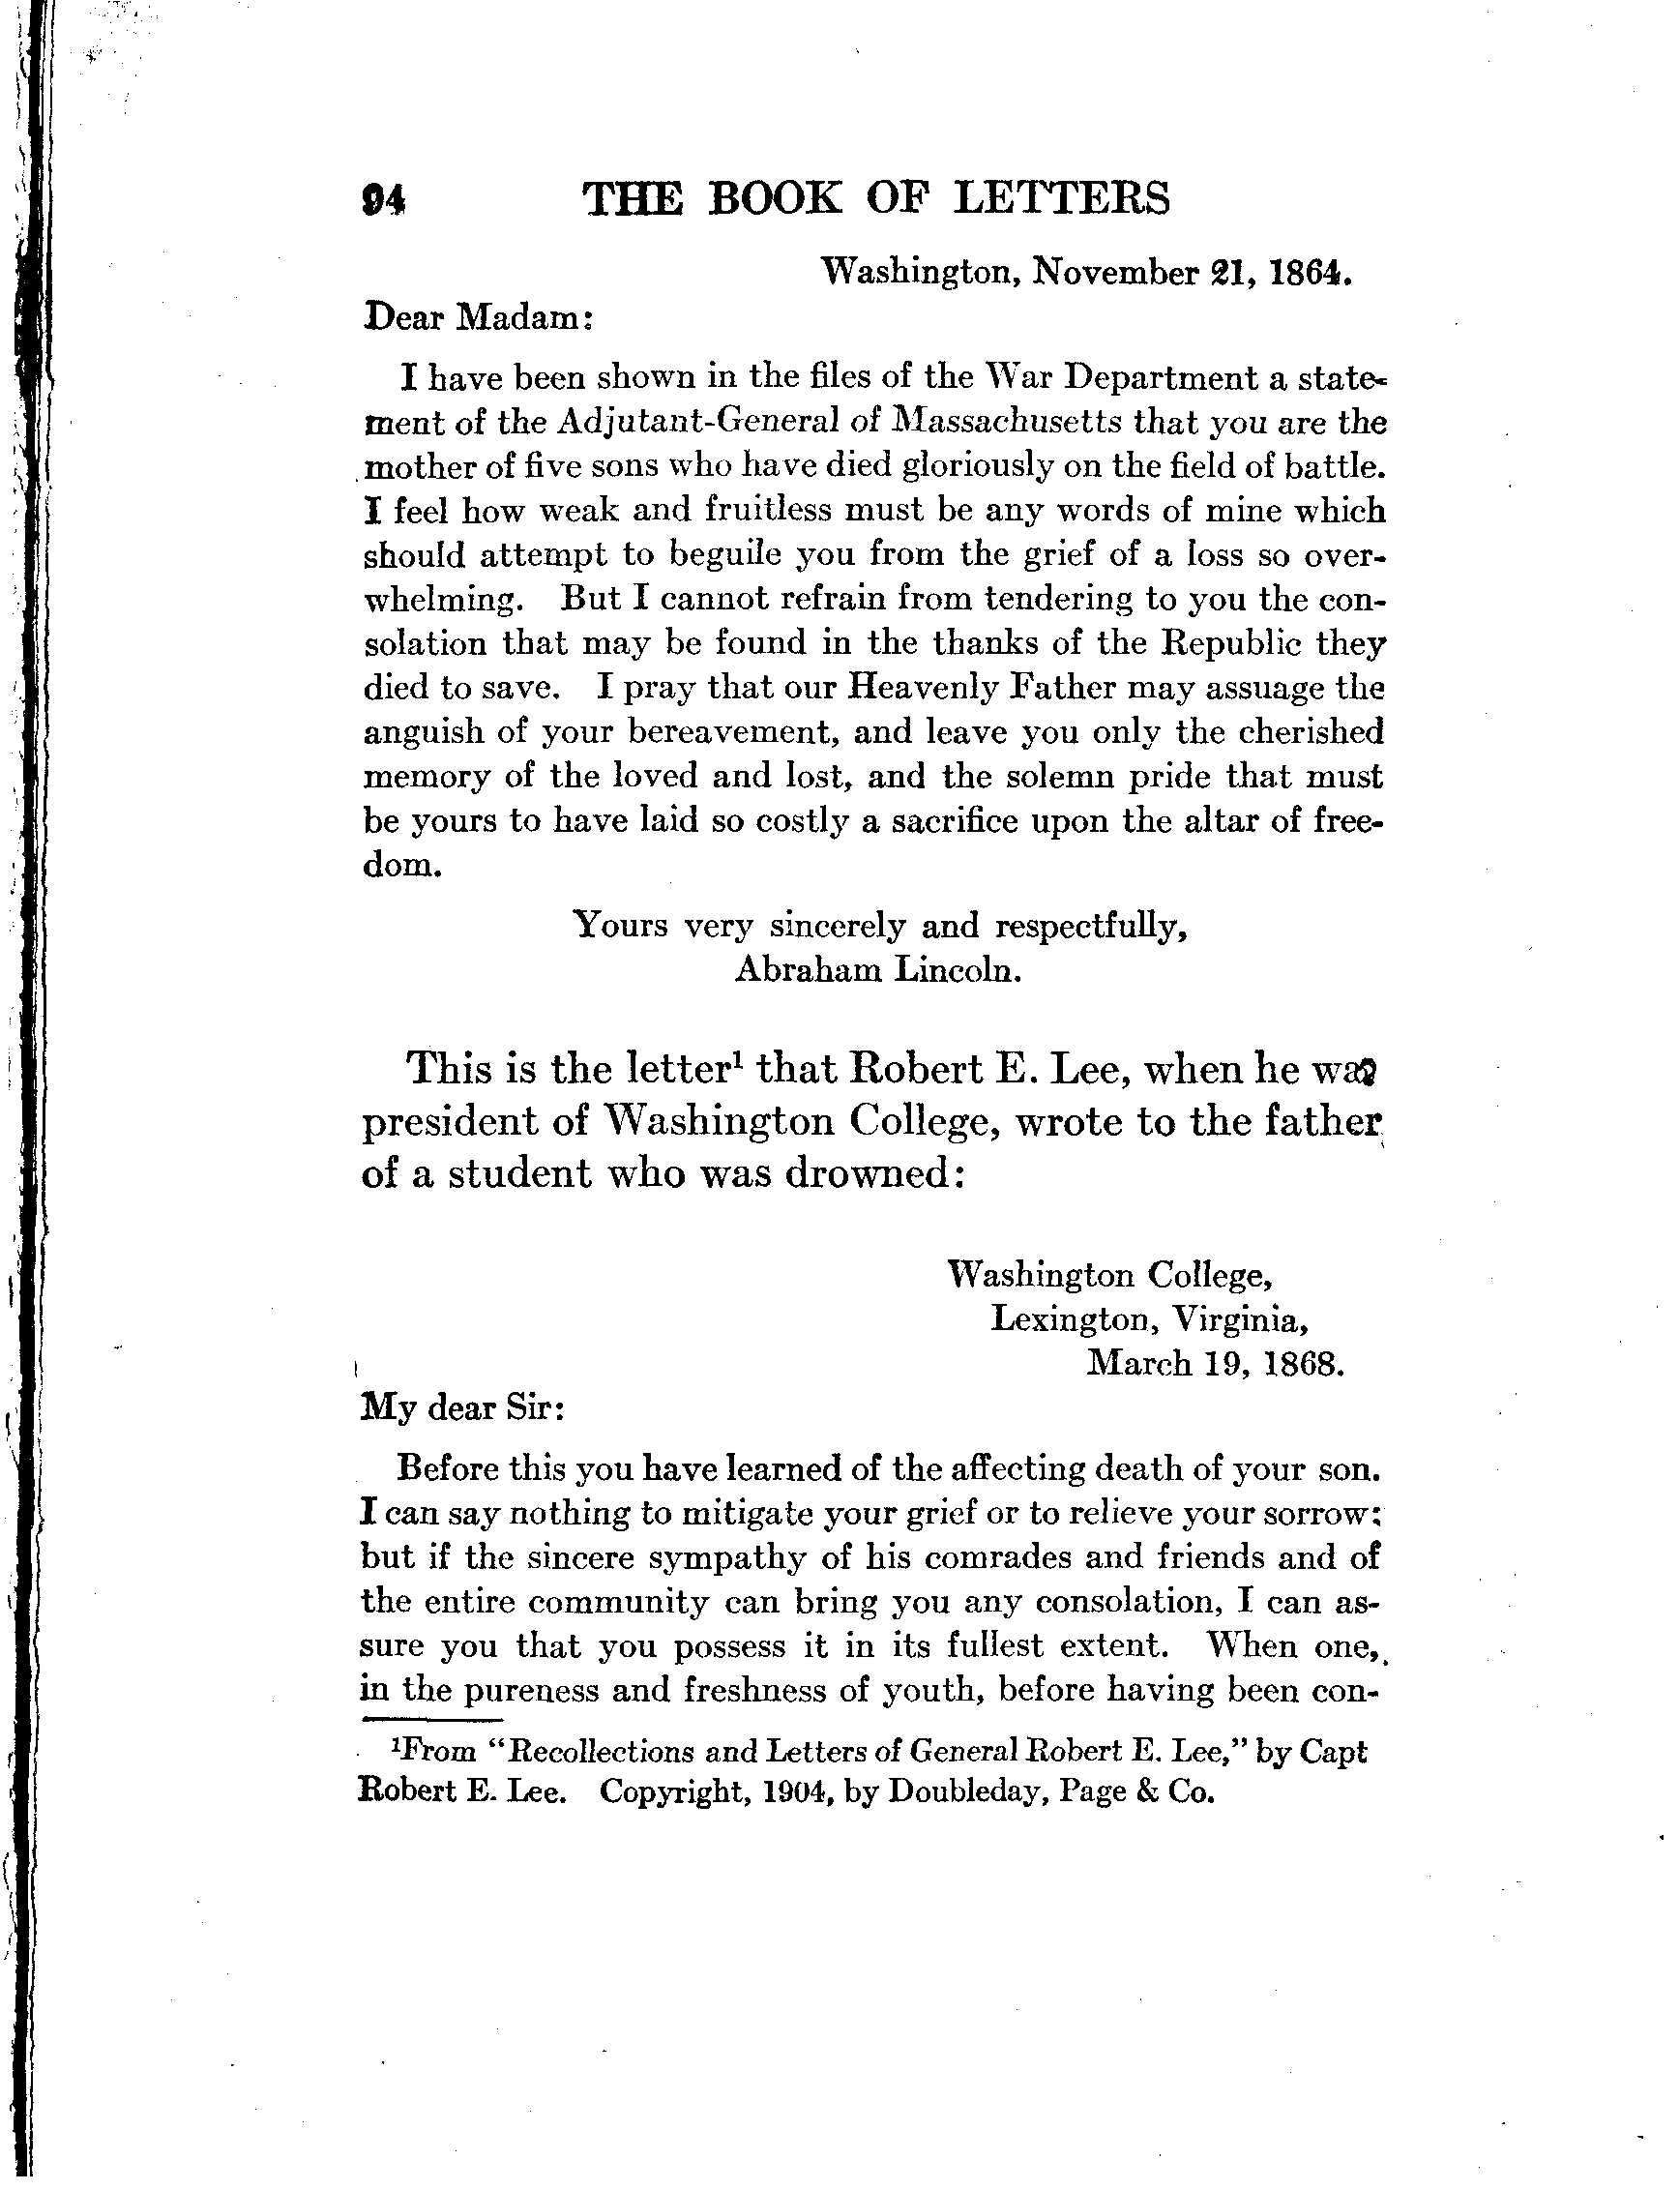 94 THE BOOK OF LETTERS
Washington, November 21, 1864.
Dear Madam:
I have been shown in the files of the War Department a state-
ment of the Adjutant-General of Massachusetts that you are the
mother of five sons who have died gloriously on the field of battle.
I feel how weak and fruitless must be any words of mine which
should attempt to beguile you from the grief of a loss so over-
whelming. But I cannot refrain from tendering to you the con-
solation that may be found in the thanks of the Republic they
died to save. I pray that our Heavenly Father may assuage the
anguish of your bereavement, and leave you only the cherished
memory of the loved and lost, and the solemn pride that must
be yours to have laid so costly a sacrifice upon the altar of free-
dom.
Yours very sincerely and respectfully,
Abraham Lincoln.
This is the letter¹ that Robert E. Lee, when he was
president of Washington College, wrote to the father
of a student who was drowned:
Washington College,
Lexington, Virginia,
March 19, 1868.
My dear Sir:
Before this you have learned of the affecting death of your son.
I can say nothing to mitigate your grief or to relieve your sorrow;
but if the sincere sympathy of his comrades and friends and of
the entire community can bring you any consolation, I can as-
sure you that you possess it in its fullest extent. When one,
in the pureness and freshness of youth, before having been con-
¹From "Recollections and Letters of General Robert E. Lee," by Capt
Robert E. Lee. Copyright, 1904, by Doubleday, Page & Co.